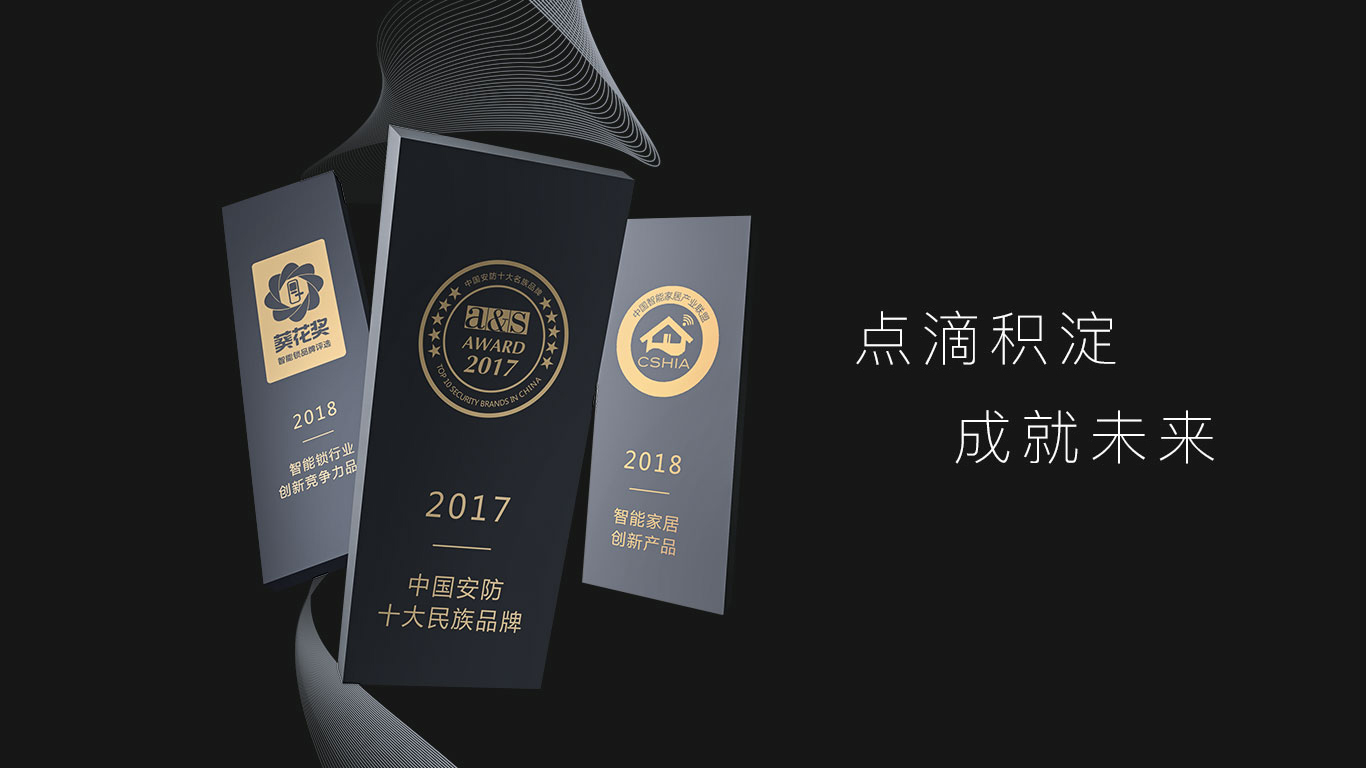 葵花奖
智能锁品牌评选
2018
智能锁行业
创新竞争力品
中国安防十大名族品牌
a&s
AWARD
2017
TOP 10 SECURITY BRANDS IN CHINA
2017
中国安防
十大民族品牌
中国智能家居产业联盟
CSHIA
2018
智能家居
创新产品
点滴积淀
成就未来